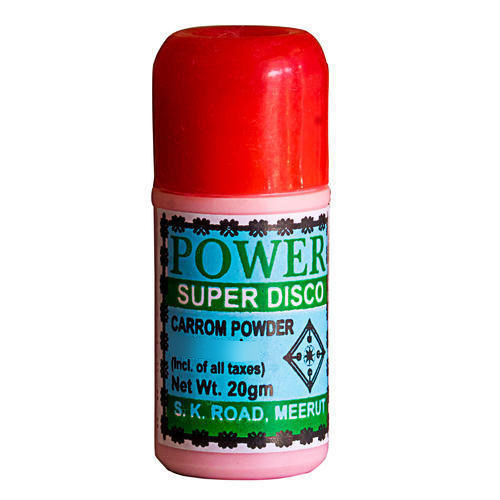 POWER
SUPER DISCO
CARROM POWDER
(Incl. of all taxes)
Net Wt. 20gm
S. K. ROAD, MEERUT